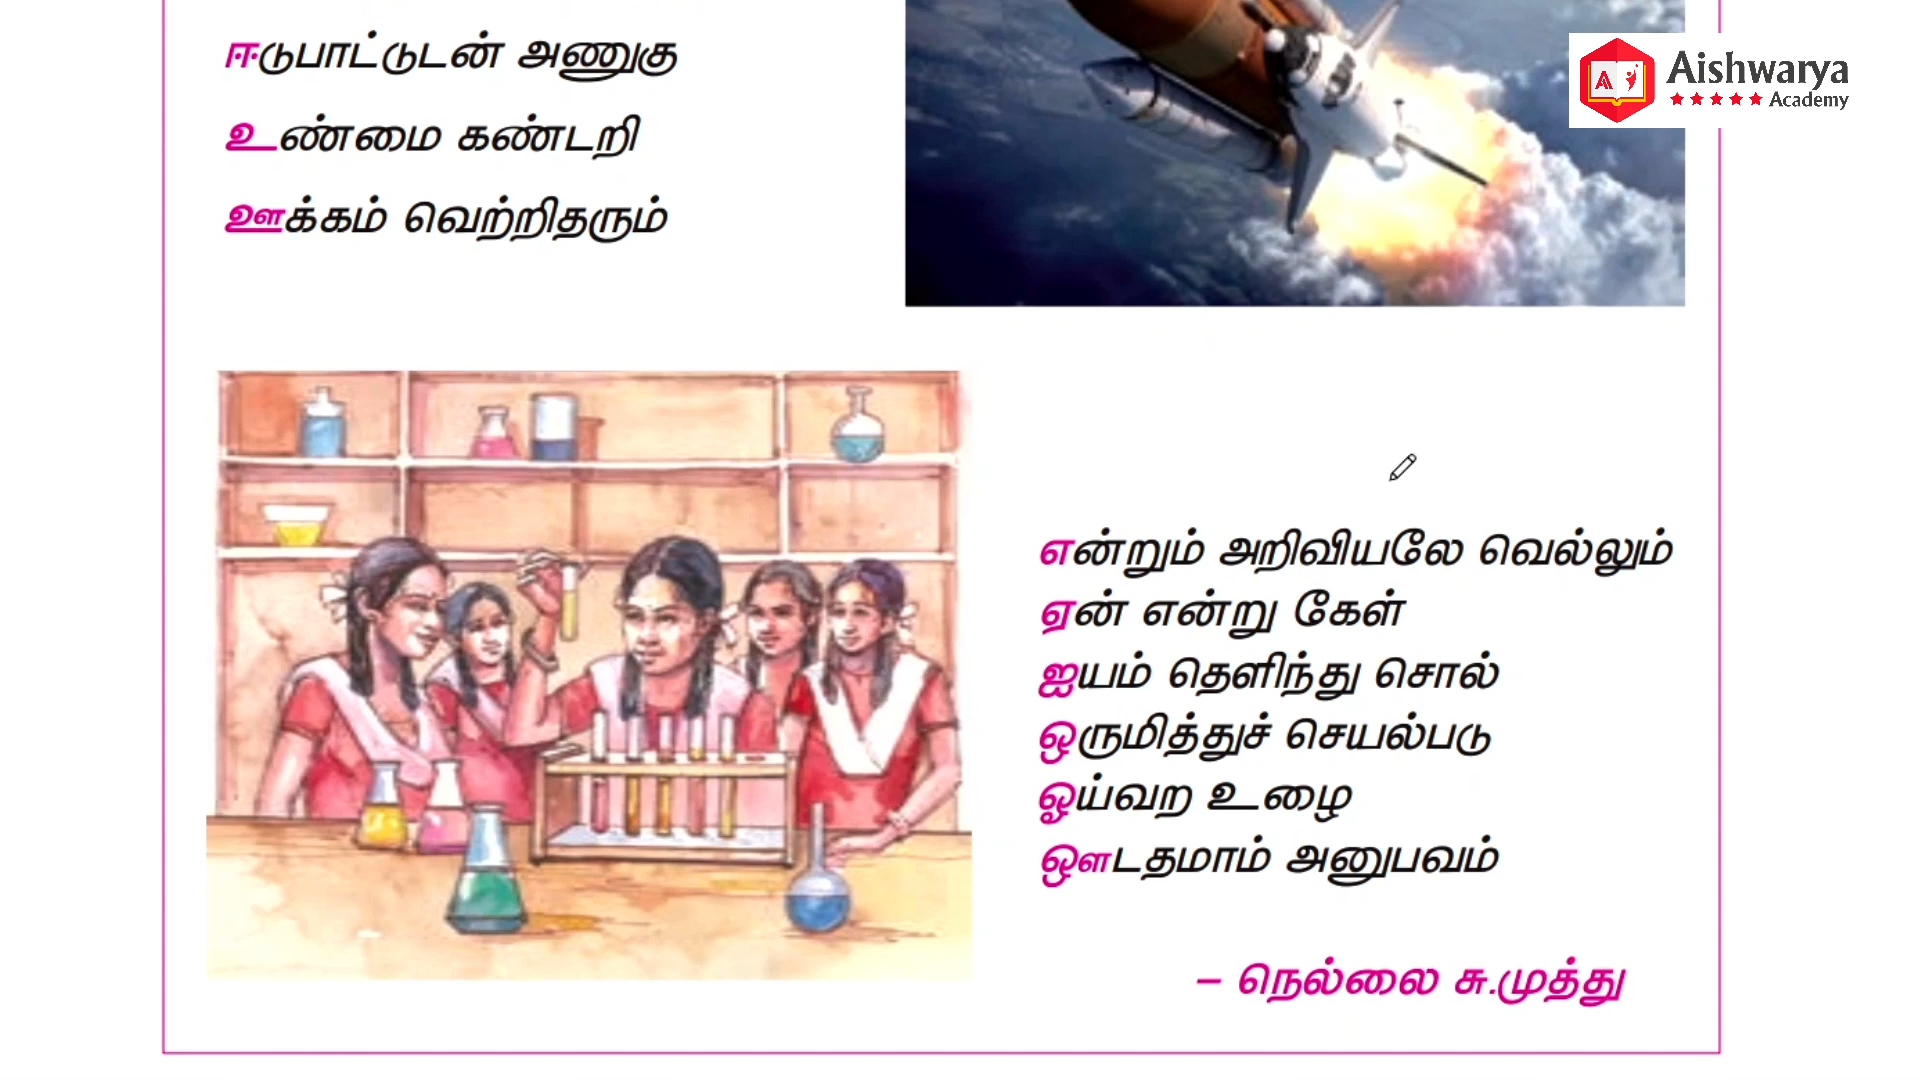 ஈடுபாட்டுடன் அணுகு
உண்மை கண்டறி
ஊக்கம் வெற்றிதரும்
Aishwarya
Academy
என்றும் அறிவியலே வெல்லும்
ஏன் என்று கேள்
ஐயம் தெளிந்து சொல்
ஒருமித்துச் செயல்படு
ஓய்வற உழை
ஔடதமாம் அனுபவம்
– நெல்லை சு.முத்து